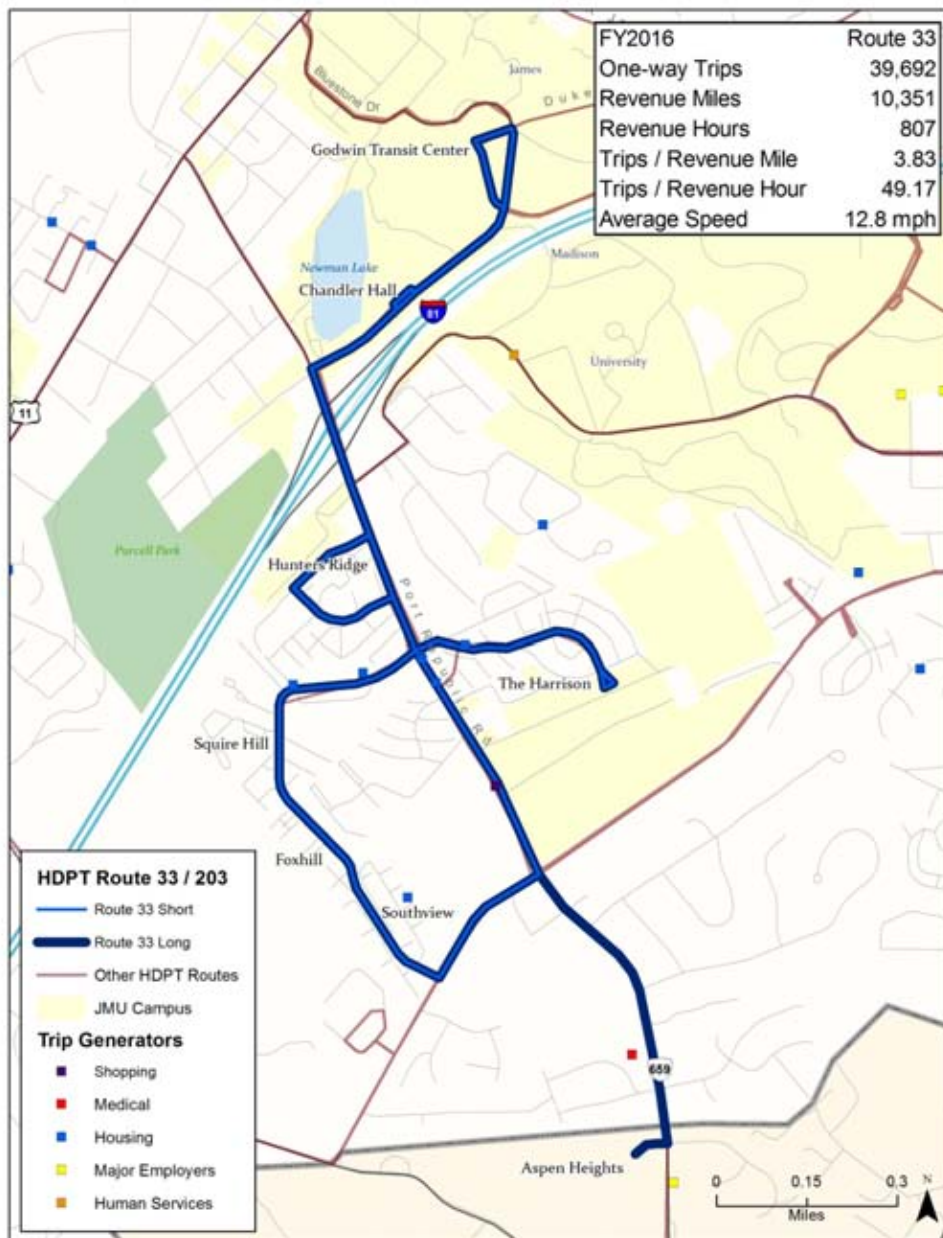 FY2016 Route 33
One-way Trips 39,692
Revenue Miles 10,351
Revenue Hours 807
Trips / Revenue Mile 3.83
Trips / Revenue Hour 49.17
Average Speed 12.8 mph
James
Bluestone Dr
Duke
Godwin Transit Center
Madison
Newman Lake
Chandler Hall
81
University
11
Purcell Park
Hunters Ridge
Port Republic Rd
The Harrison
Squire Hill
Foxhill
Southview
659
Aspen Heights
HDPT Route 33 / 203
Route 33 Short
Route 33 Long
Other HDPT Routes
JMU Campus
Trip Generators
Shopping
Medical
Housing
Major Employers
Human Services
0 0.15 0.3
Miles
N